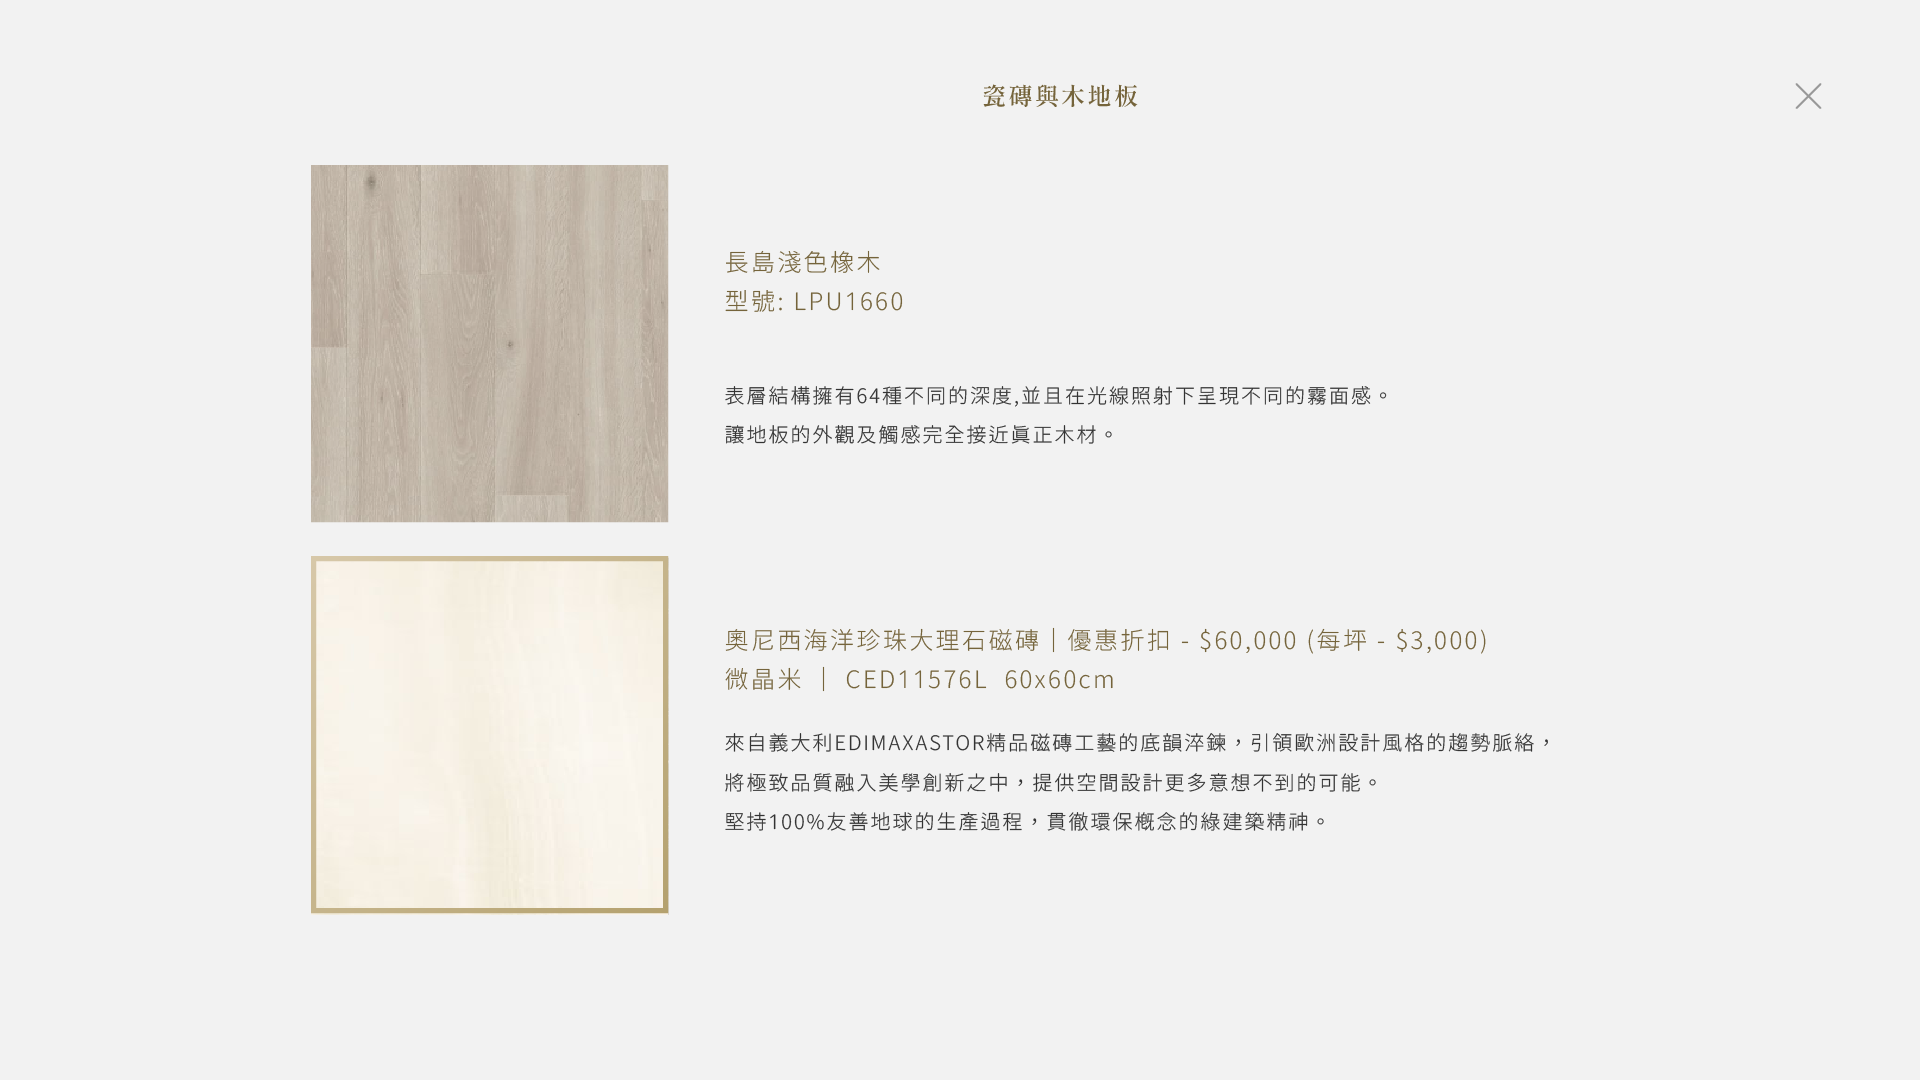 瓷磚與木地板
長島淺色橡木
型號: LPU1660
表層結構擁有64種不同的深度,並且在光線照射下呈現不同的霧面感。
讓地板的外觀及觸感完全接近真正木材。
奧尼西海洋珍珠大理石磁磚｜優惠折扣 - $60,000 (每坪 - $3,000)
微晶米 ｜ CED11576L 60x60cm
來自義大利EDIMAXASTOR精品磁磚工藝的底韻淬鍊，引領歐洲設計風格的趨勢脈絡，
將極致品質融入美學創新之中，提供空間設計更多意想不到的可能。
堅持100%友善地球的生產過程，貫徹環保概念的綠建築精神。